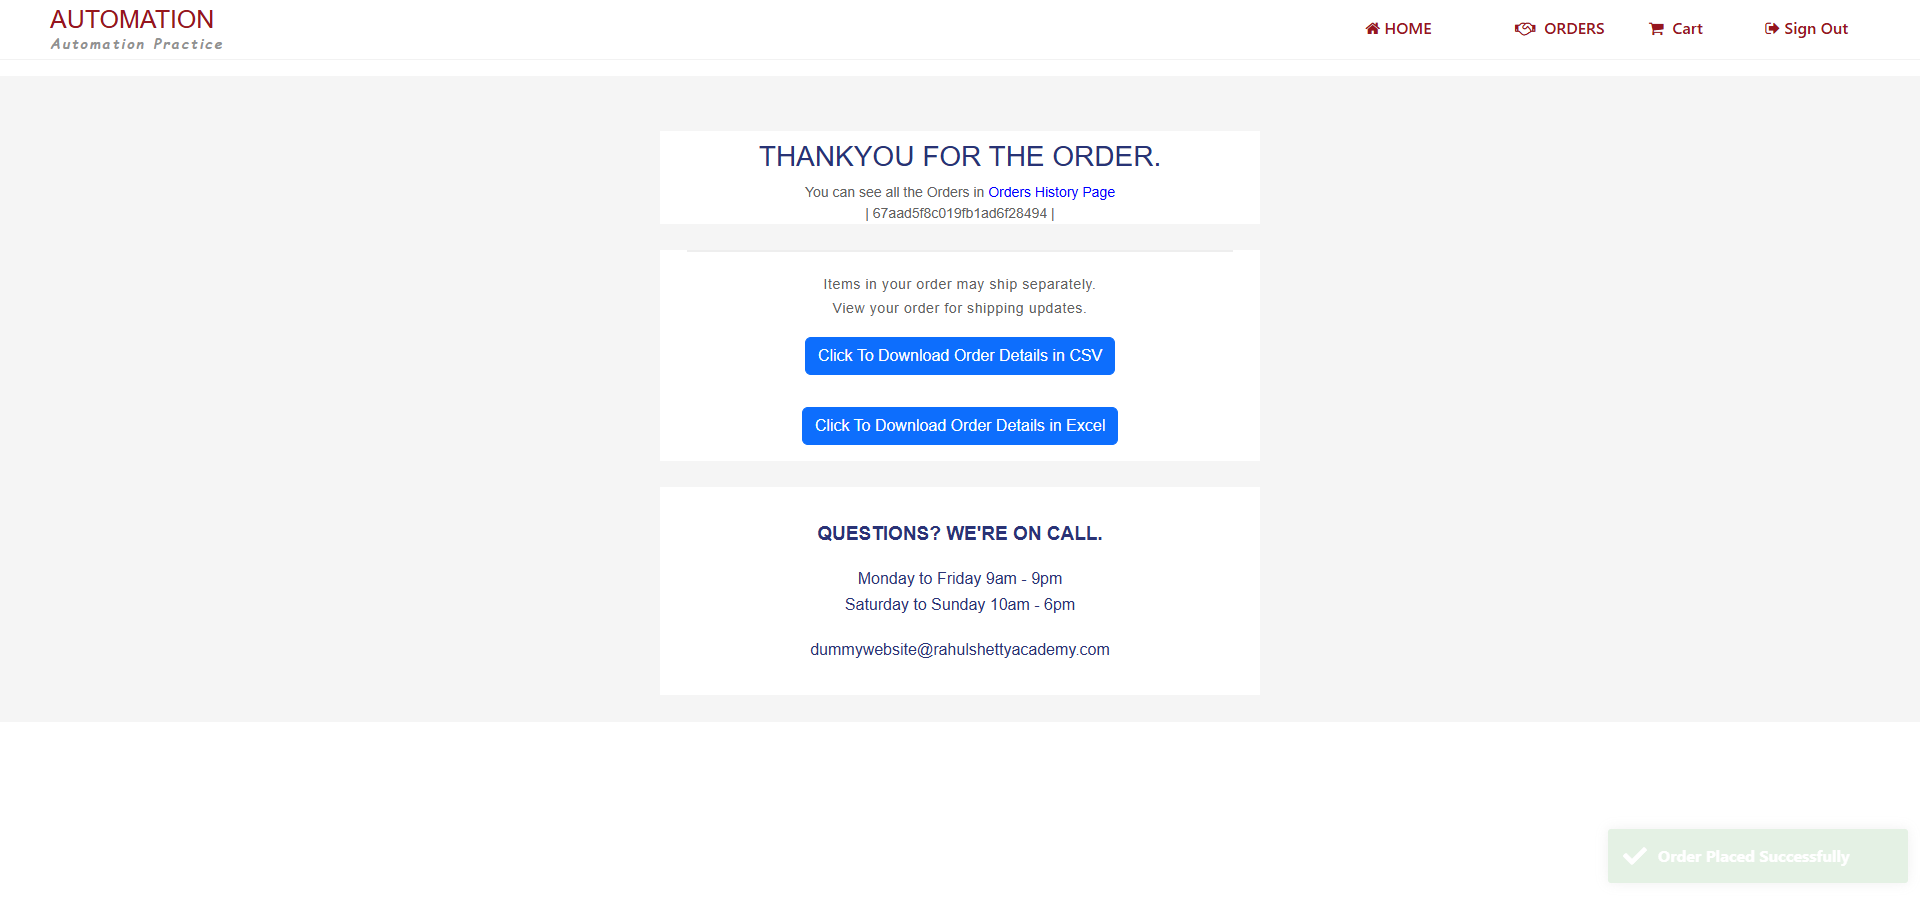 AUTOMATION
Automation Practice
HOME
ORDERS
Cart
Sign Out
THANKYOU FOR THE ORDER.
You can see all the Orders in Orders History Page
| 67aad5f8c019fb1ad6f28494 |
Items in your order may ship separately.
View your order for shipping updates.
Click To Download Order Details in CSV
Click To Download Order Details in Excel
QUESTIONS? WE'RE ON CALL.
Monday to Friday 9am - 9pm
Saturday to Sunday 10am - 6pm
dummywebsite@rahulshettyacademy.com
Order Placed Successfully